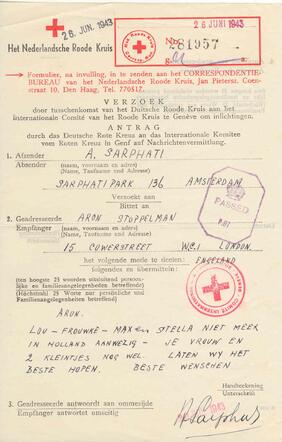 26 JUN. 1943
26 JUNI 1943
Het Nederlandsche Roode Kruis
No. 281957
Formulier, na invulling, in te zenden aan het CORRESPONDENTIE-
BUREAU van het Nederlandsche Roode Kruis, Jan Pietersz. Coen-
straat 10, Den Haag, Tel. 770517.
VERZOEK
door tusschenkomst van het Duitsche Roode Kruis aan het
Internationale Comité van het Roode Kruis te Genève om inlichtingen.
ANTRAG
durch das Deutsche Rote Kreuz an das Internationale Komitee
vom Roten Kreuz in Genf auf Nachrichtenvermittlung.
1. Afzender A. SARPHATI
Absender (naam, voornaam en adres)
(Name, Taufname und Adresse)
SARPHATIPARK 136 AMSTERDAM
Verzoekt aan
Bittet an
PASSED
2. Geadresseerde ARON STOPPELMAN
Empfänger (naam, voornaam en adres)
(Name, Taufname und Adresse)
15 GOWERSTREET W.C.1 LONDON.
het volgende mede te deelen: ENGELAND
folgendes zu übermitteln:
(ten hoogste 25 woorden uitsluitend persoon-
lijke en familieaangelegenheden betreffend)
(Höchstzahl 25 Worte nur persönliche und
Familienangelegenheiten betreffend)
ARON.
LOU - FROUWKE - MAX en STELLA NIET MEER
IN HOLLAND AANWEZIG - JE VROUW EN
2 KLEINTJES NOG WEL. LATEN WY HET
BESTE HOPEN. BESTE WENSCHEN
Handteekening
Unterschrift
3. Geadresseerde antwoordt aan ommezijde
Empfänger antwortet umseitig
1943